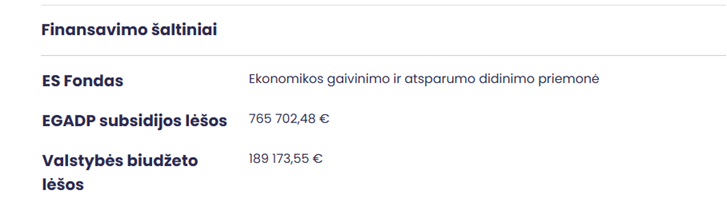 Finansavimo šaltiniai
ES Fondas Ekonomikos gaivinimo ir atsparumo didinimo priemonė
EGADP subsidijos lėšos 765 702,48 €
Valstybės biudžeto 189 173,55 €
lėšos